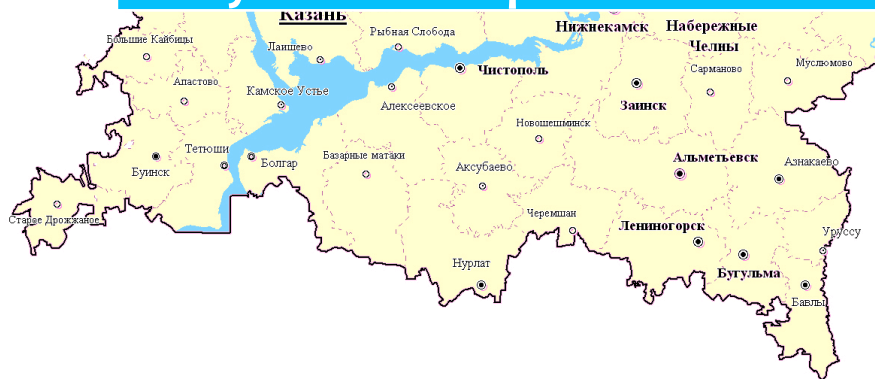 Казань
Рыбная Слобода
Нижнекамск
Набережные
Челны
Большие Кайбицы
Лаишево
Чистополь
Муслюмово
Сарманово
Апастово
Камское Устье
Алексеевское
Заинск
Новошешминск
Тетюши
Болгар
Базарные матаки
Аксубаево
Альметьевск
Азнакаево
Буинск
Старое Дрожжаное
Черемшан
Лениногорск
Уруссу
Нурлат
Бугульма
Бавлы